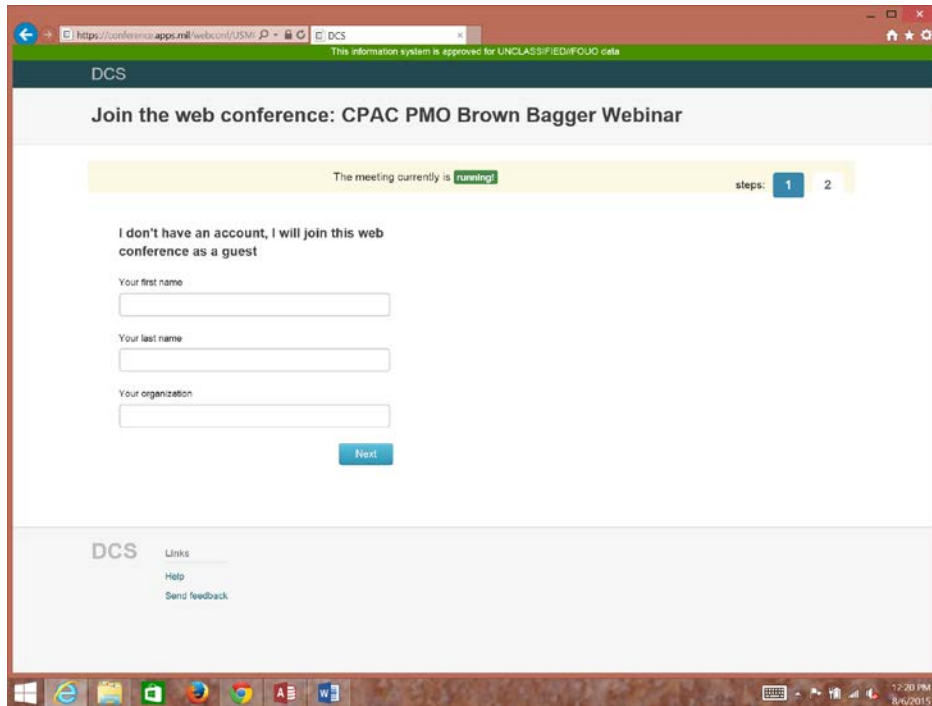 https://conference.apps.mil/webconf/USM
DCS
This information system is approved for UNCLASSIFIED//FOUO data
DCS
Join the web conference: CPAC PMO Brown Bagger Webinar
The meeting currently is running!
steps: 1 2
I don't have an account, I will join this web
conference as a guest
Your first name
Your last name
Your organization
Next
DCS
Links
Help
Send feedback
12:20 PM
8/6/2015